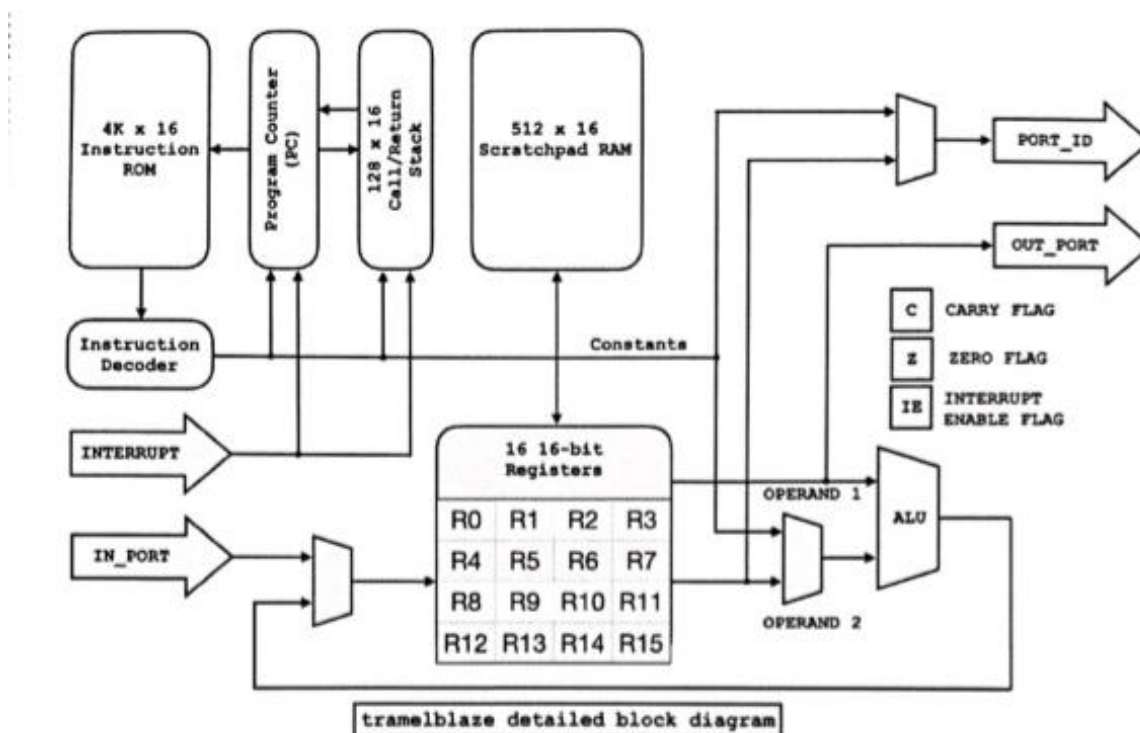 4K x 16
Instruction
ROM
Program Counter
(PC)
128 x 16
Call/Return
Stack
512 x 16
Scratchpad RAM
PORT_ID
OUT_PORT
C CARRY FLAG
Z ZERO FLAG
IE INTERRUPT
ENABLE FLAG
Instruction
Decoder
Constants
INTERRUPT
IN_PORT
16 16-bit
Registers
R0 R1 R2 R3
R4 R5 R6 R7
R8 R9 R10 R11
R12 R13 R14 R15
OPERAND 1
OPERAND 2
ALU
tramelblaze detailed block diagram